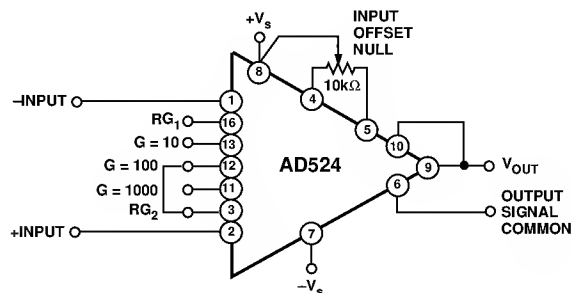 +Vs
INPUT
OFFSET
NULL
8
10kΩ
4
5
–INPUT
1
RG1
16
G = 10
13
10
G = 100
12
AD524
9
VOUT
G = 1000
11
6
RG2
3
OUTPUT
SIGNAL
COMMON
+INPUT
2
7
–Vs